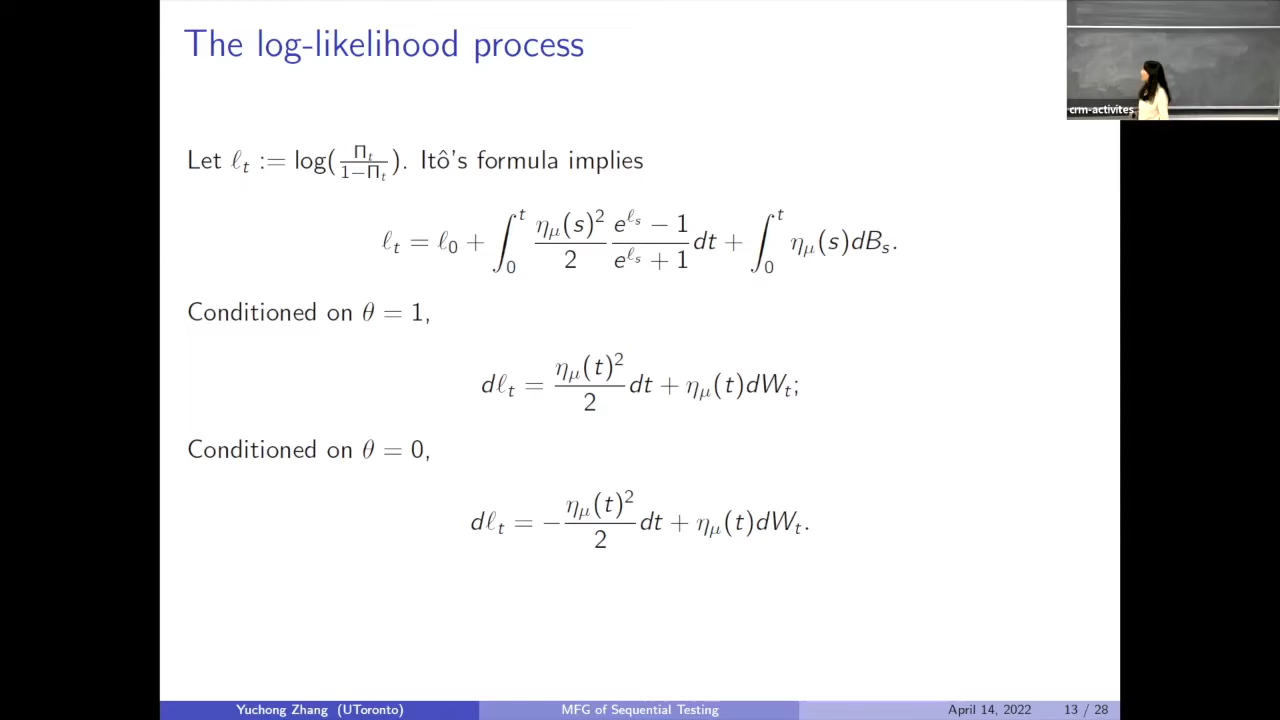 The log-likelihood process
crm-activites
Let ℓ_t := log(Π_t/(1−Π_t)). Itô's formula implies
ℓ_t = ℓ_0 + ∫_0^t (η_μ(s)²/2) ((e^{ℓ_s} − 1)/(e^{ℓ_s} + 1)) dt + ∫_0^t η_μ(s)dB_s.
Conditioned on θ = 1,
dℓ_t = (η_μ(t)²/2) dt + η_μ(t)dW_t;
Conditioned on θ = 0,
dℓ_t = −(η_μ(t)²/2) dt + η_μ(t)dW_t.
Yuchong Zhang (UToronto) MFG of Sequential Testing April 14, 2022 13 / 28